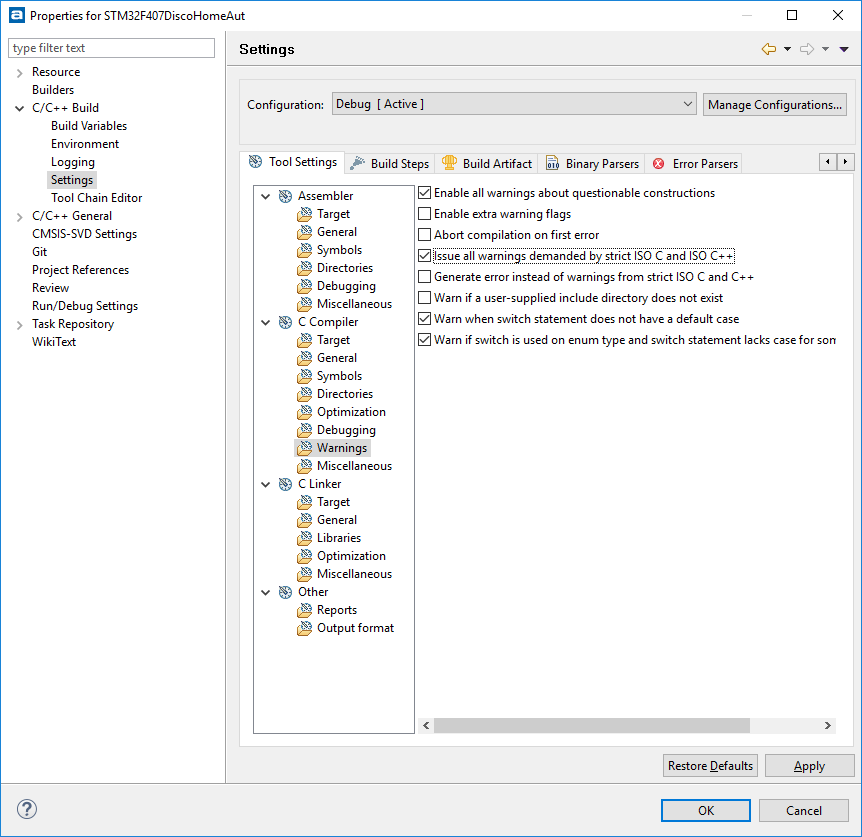 Properties for STM32F407DiscoHomeAut
type filter text
Resource
Builders
C/C++ Build
Build Variables
Environment
Logging
Settings
Tool Chain Editor
C/C++ General
CMSIS-SVD Settings
Git
Project References
Review
Run/Debug Settings
Task Repository
WikiText
Settings
Configuration: Debug [ Active ] Manage Configurations...
Tool Settings Build Steps Build Artifact Binary Parsers Error Parsers
Assembler
Target
General
Symbols
Directories
Debugging
Miscellaneous
C Compiler
Target
General
Symbols
Directories
Optimization
Debugging
Warnings
Miscellaneous
C Linker
Target
General
Libraries
Optimization
Miscellaneous
Other
Reports
Output format
Enable all warnings about questionable constructions
Enable extra warning flags
Abort compilation on first error
Issue all warnings demanded by strict ISO C and ISO C++
Generate error instead of warnings from strict ISO C and C++
Warn if a user-supplied include directory does not exist
Warn when switch statement does not have a default case
Warn if switch is used on enum type and switch statement lacks case for som
Restore Defaults Apply
OK Cancel